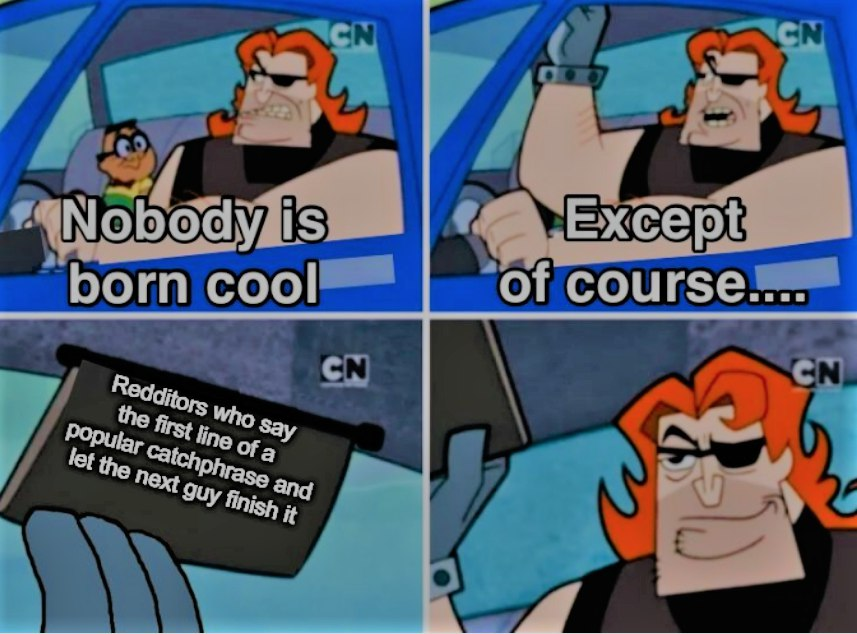 CN
Nobody is
born cool
CN
Except
of course....
CN
Redditors who say
the first line of a
popular catchphrase and
let the next guy finish it
CN